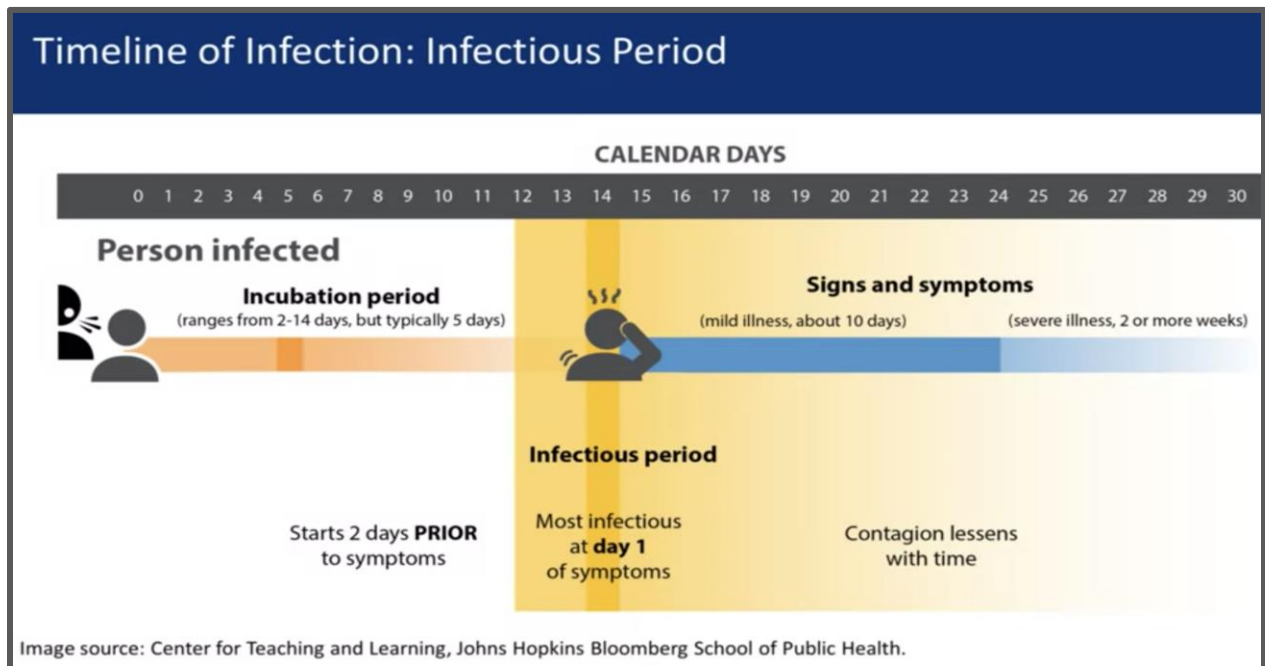 Timeline of Infection: Infectious Period
CALENDAR DAYS
0 1 2 3 4 5 6 7 8 9 10 11 12 13 14 15 16 17 18 19 20 21 22 23 24 25 26 27 28 29 30
Person infected
Incubation period
(ranges from 2-14 days, but typically 5 days)
Signs and symptoms
(mild illness, about 10 days)
(severe illness, 2 or more weeks)
Infectious period
Starts 2 days PRIOR
to symptoms
Most infectious
at day 1
of symptoms
Contagion lessens
with time
Image source: Center for Teaching and Learning, Johns Hopkins Bloomberg School of Public Health.